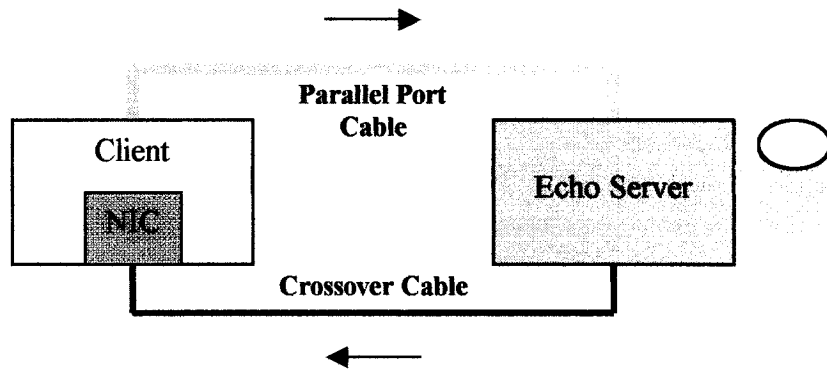 Parallel Port
Cable
Client
NIC
Echo Server
Crossover Cable